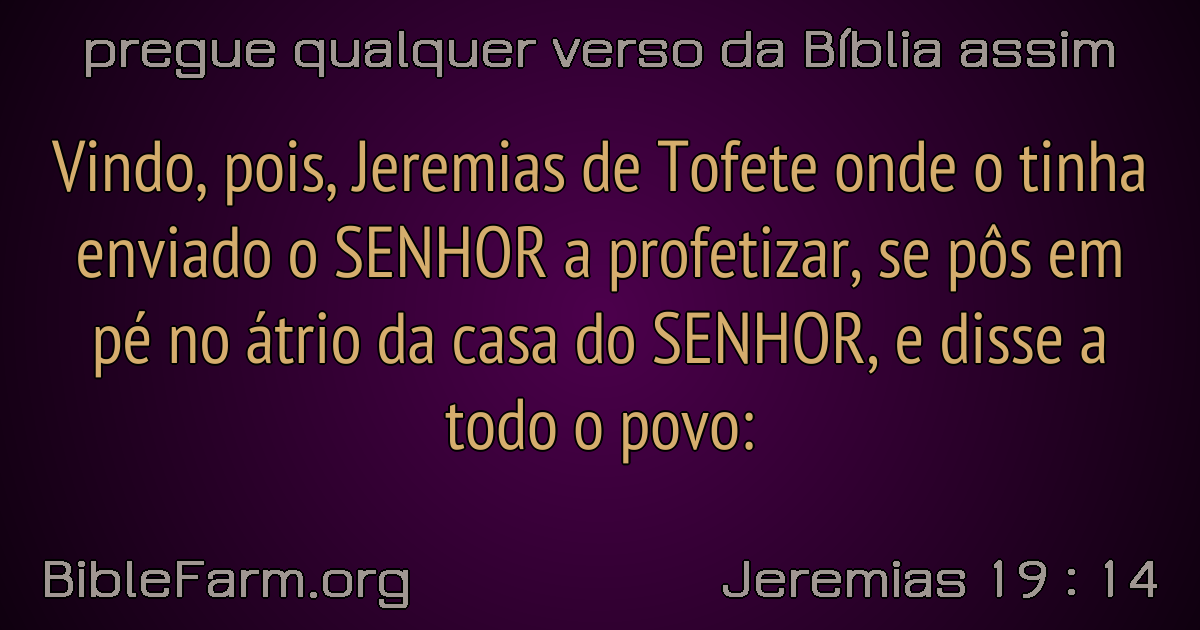 pregue qualquer verso da Bíblia assim
Vindo, pois, Jeremias de Tofete onde o tinha
enviado o SENHOR a profetizar, se pôs em
pé no átrio da casa do SENHOR, e disse a
todo o povo:
BibleFarm.org
Jeremias 19 : 14